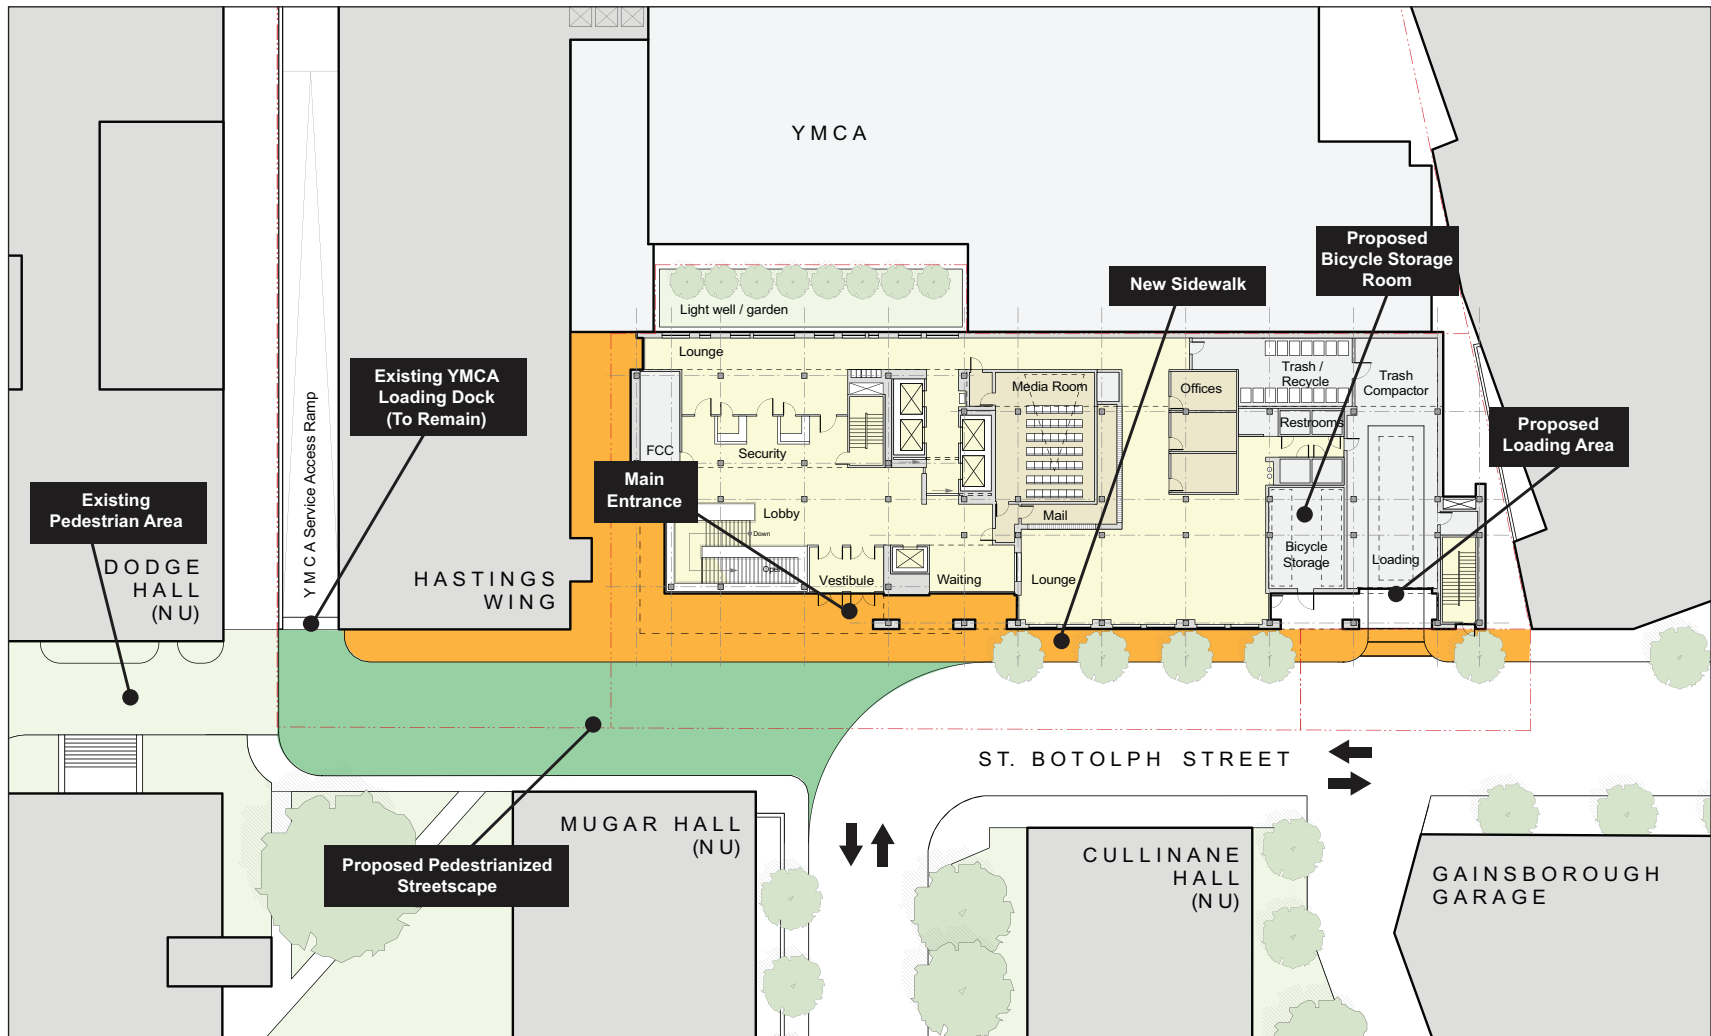 YMCA
Proposed
Bicycle Storage
Room
New Sidewalk
Light well / garden
Lounge
Existing YMCA
Loading Dock
(To Remain)
YMCA Service Access Ramp
Media Room
Offices
Trash /
Recycle
Trash
Compactor
Restrooms
Proposed
Loading Area
FCC
Security
Main
Entrance
Existing
Pedestrian Area
Lobby
Mail
Down
Open
DODGE
HALL
(NU)
HASTINGS
WING
Vestibule
Waiting
Lounge
Bicycle
Storage
Loading
ST. BOTOLPH STREET
MUGAR HALL
(NU)
Proposed Pedestrianized
Streetscape
CULLINANE
HALL
(NU)
GAINSBOROUGH
GARAGE